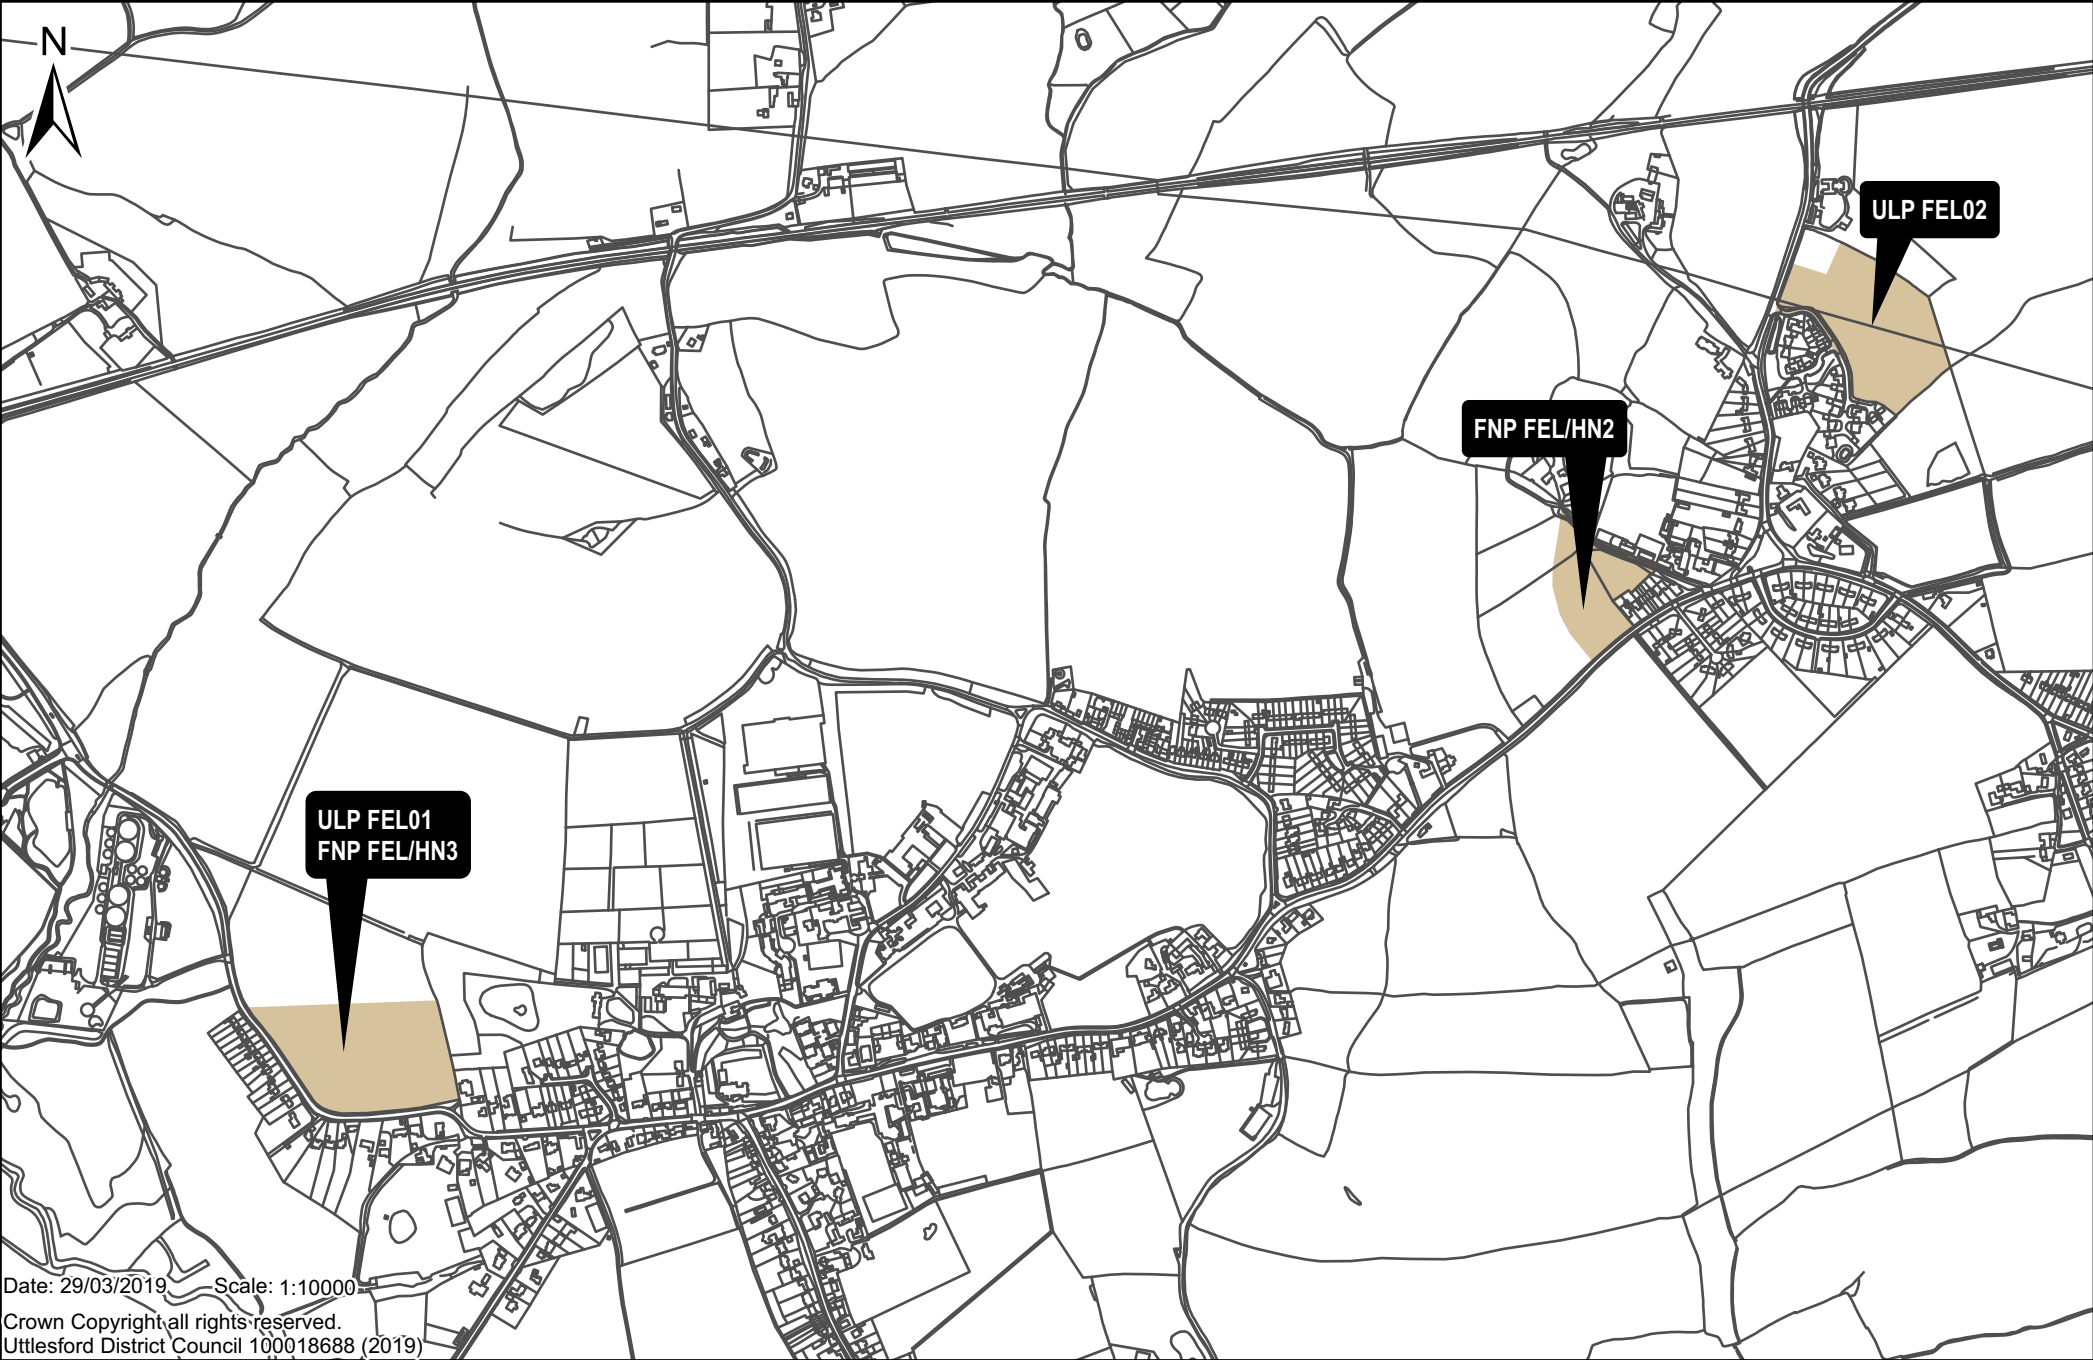 N
ULP FEL02
FNP FEL/HN2
ULP FEL01
FNP FEL/HN3
Date: 29/03/2019 Scale: 1:10000
Crown Copyright all rights reserved.
Uttlesford District Council 100018688 (2019)